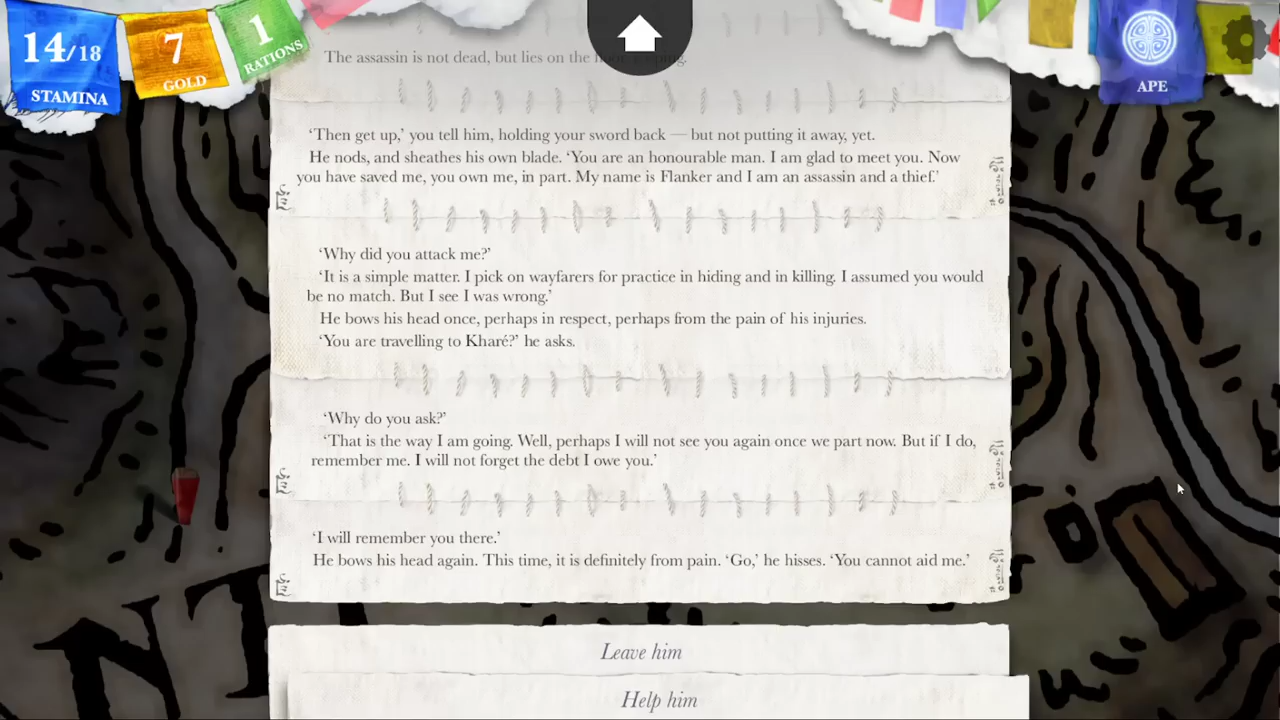 14/18
STAMINA
7
GOLD
1
RATIONS
APE
The assassin is not dead, but lies on the
‘Then get up,’ you tell him, holding your sword back — but not putting it away, yet.
He nods, and sheathes his own blade. ‘You are an honourable man. I am glad to meet you. Now
you have saved me, you own me, in part. My name is Flanker and I am an assassin and a thief.’
‘Why did you attack me?’
‘It is a simple matter. I pick on wayfarers for practice in hiding and in killing. I assumed you would
be no match. But I see I was wrong.’
He bows his head once, perhaps in respect, perhaps from the pain of his injuries.
‘You are travelling to Kharé?’ he asks.
‘Why do you ask?’
‘That is the way I am going. Well, perhaps I will not see you again once we part now. But if I do,
remember me. I will not forget the debt I owe you.’
‘I will remember you there.’
He bows his head again. This time, it is definitely from pain. ‘Go,’ he hisses. ‘You cannot aid me.’
Leave him
Help him
NT